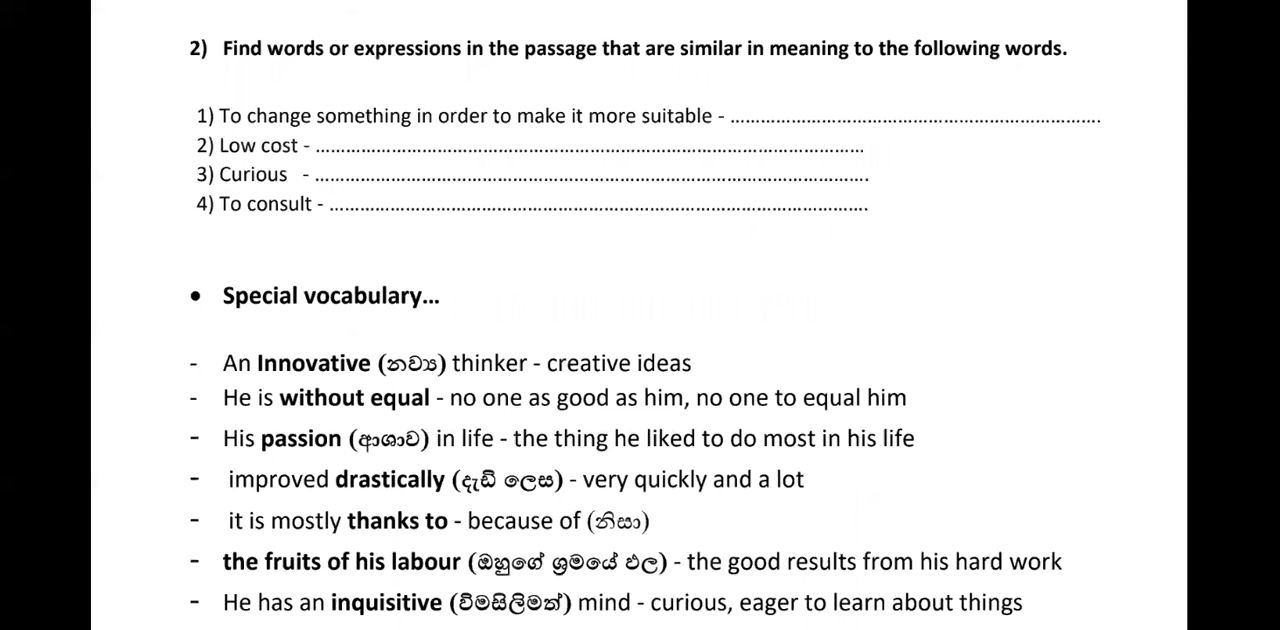 2) Find words or expressions in the passage that are similar in meaning to the following words.
1) To change something in order to make it more suitable - ........................................................................
2) Low cost - ..........................................................................................................
3) Curious - ...........................................................................................................
4) To consult - ........................................................................................................
• Special vocabulary...
- An Innovative (නව්‍ය) thinker - creative ideas
- He is without equal - no one as good as him, no one to equal him
- His passion (ආශාව) in life - the thing he liked to do most in his life
- improved drastically (දැඩි ලෙස) - very quickly and a lot
- it is mostly thanks to - because of (නිසා)
- the fruits of his labour (ඔහුගේ ශ්‍රමයේ ඵල) - the good results from his hard work
- He has an inquisitive (විමසිලිමත්) mind - curious, eager to learn about things